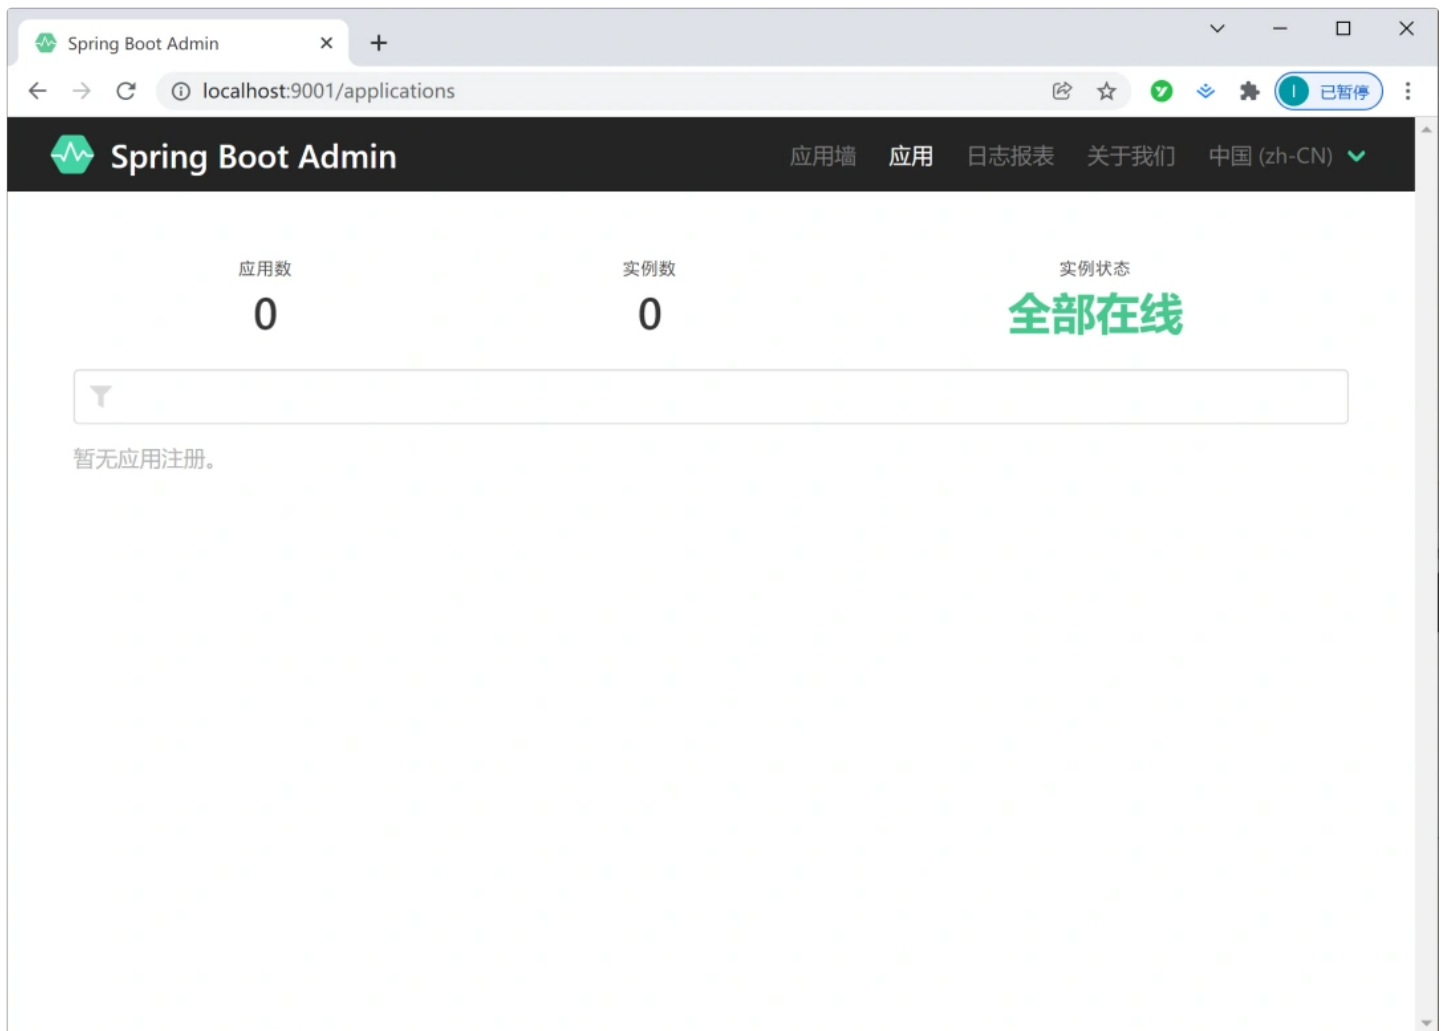 Spring Boot Admin
localhost:9001/applications
已暂停
Spring Boot Admin
应用墙 应用 日志报表 关于我们 中国 (zh-CN)
应用数 实例数 实例状态
0 0 全部在线
暂无应用注册。